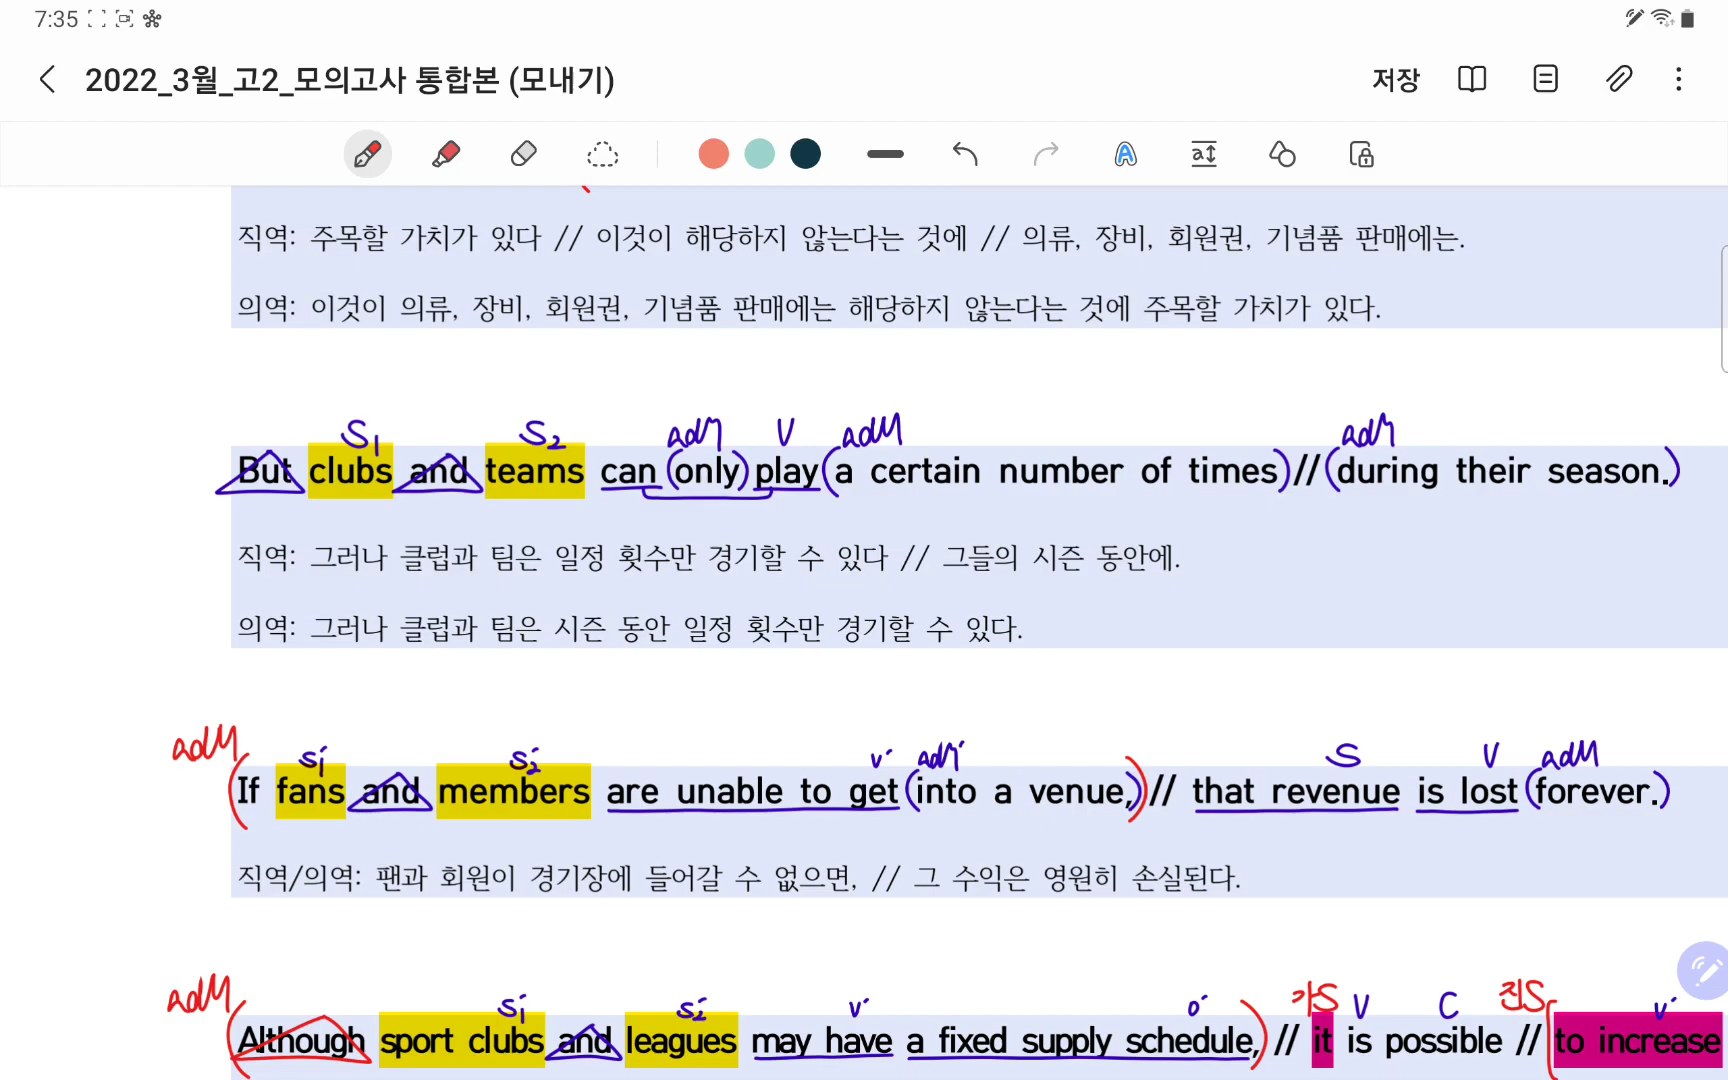 7:35
2022_3월_고2_모의고사 통합본 (모내기)
저장
직역: 주목할 가치가 있다 // 이것이 해당하지 않는다는 것에 // 의류, 장비, 회원권, 기념품 판매에는.
의역: 이것이 의류, 장비, 회원권, 기념품 판매에는 해당하지 않는다는 것에 주목할 가치가 있다.
S1 S2 adM V adM adM
But clubs and teams can (only) play (a certain number of times) // (during their season.)
직역: 그러나 클럽과 팀은 일정 횟수만 경기할 수 있다 // 그들의 시즌 동안에.
의역: 그러나 클럽과 팀은 시즌 동안 일정 횟수만 경기할 수 있다.
adM S1' S2' v' adM' S V adM
(If fans and members are unable to get (into a venue,)) // that revenue is lost (forever.)
직역/의역: 팬과 회원이 경기장에 들어갈 수 없으면, // 그 수익은 영원히 손실된다.
adM S1' S2' v' o' 가S V C 진S v'
(Although sport clubs and leagues may have a fixed supply schedule,) // it is possible // (to increase